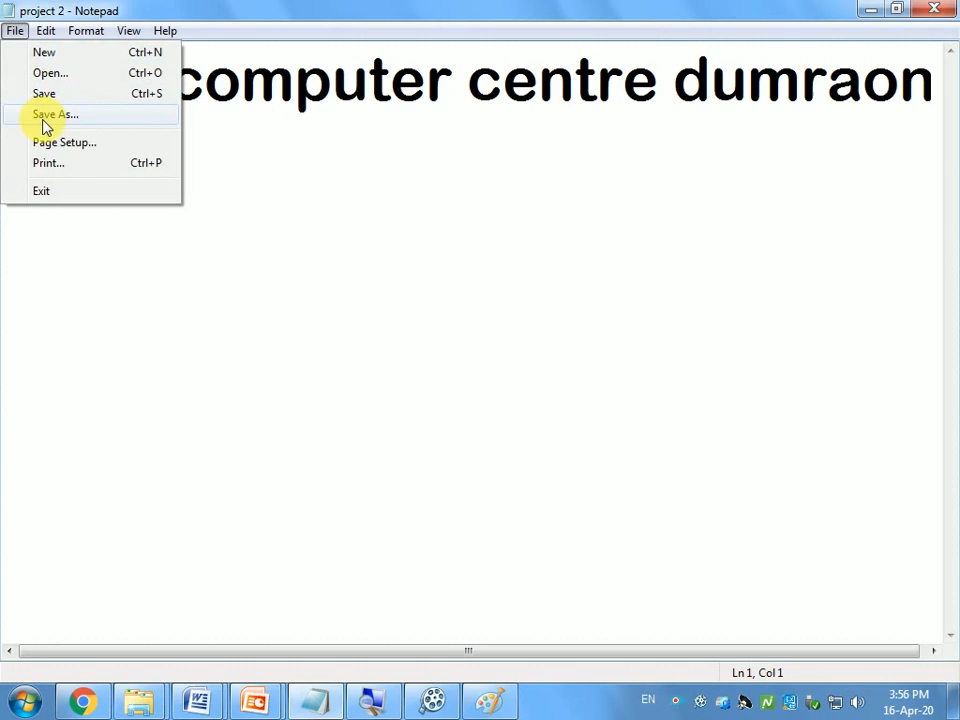 project 2 - Notepad
File Edit Format View Help
New Ctrl+N
Open... Ctrl+O
Save Ctrl+S
Save As...
Page Setup...
Print... Ctrl+P
Exit
computer centre dumraon
Ln 1, Col 1
EN
3:56 PM
16-Apr-20